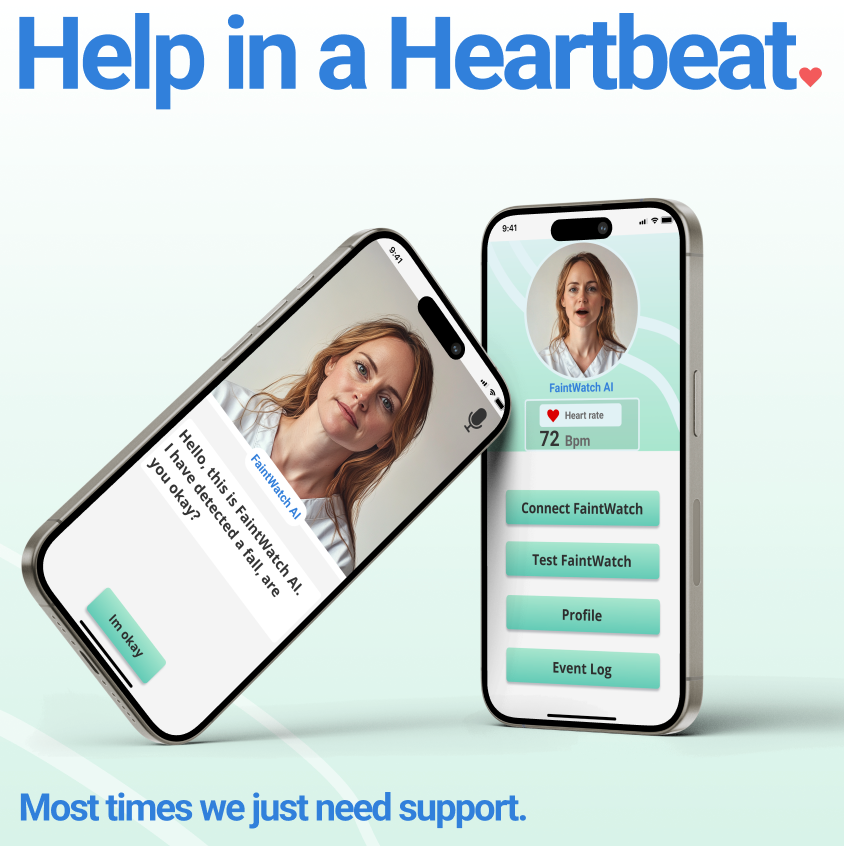 Help in a Heartbeat.
9:41
FaintWatch AI
Hello, this is FaintWatch AI.
I have detected a fall, are
you okay?
Im okay
9:41
FaintWatch AI
Heart rate
72 Bpm
Connect FaintWatch
Test FaintWatch
Profile
Event Log
Most times we just need support.